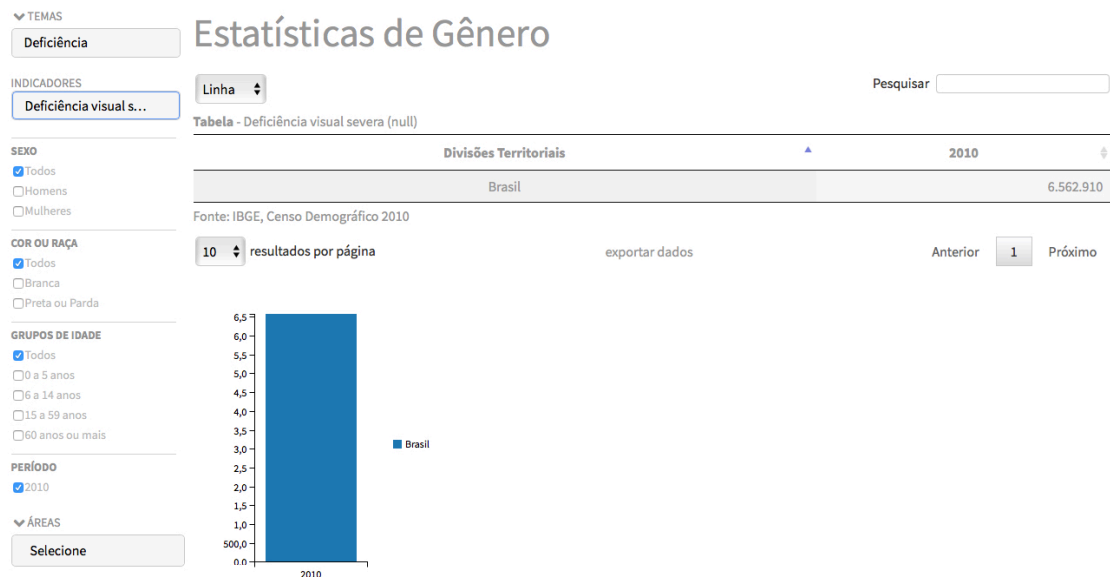 TEMAS
Deficiência
INDICADORES
Deficiência visual s...
SEXO
Todos
Homens
Mulheres
COR OU RAÇA
Todos
Branca
Preta ou Parda
GRUPOS DE IDADE
Todos
0 a 5 anos
6 a 14 anos
15 a 59 anos
60 anos ou mais
PERÍODO
2010
ÁREAS
Selecione
Estatísticas de Gênero
Linha
Pesquisar
Tabela - Deficiência visual severa (null)
Divisões Territoriais 2010
Brasil 6.562.910
Fonte: IBGE, Censo Demográfico 2010
10 resultados por página exportar dados Anterior 1 Próximo
6,5
6,0
5,5
5,0
4,5
4,0
3,5
3,0
2,5
2,0
1,5
1,0
500,0
0.0
2010
Brasil